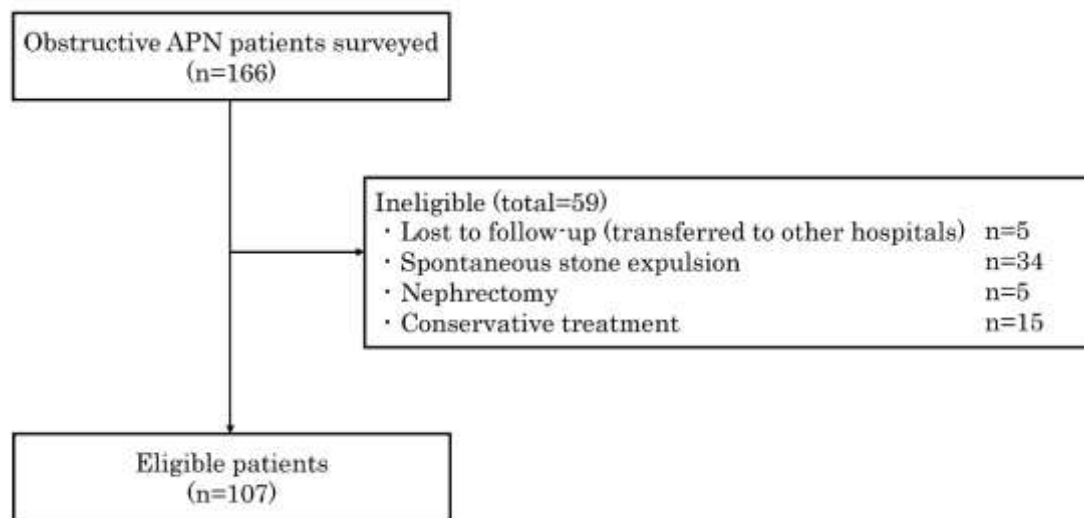 Obstructive APN patients surveyed
(n=166)
Ineligible (total=59)
・Lost to follow-up (transferred to other hospitals) n=5
・Spontaneous stone expulsion n=34
・Nephrectomy n=5
・Conservative treatment n=15
Eligible patients
(n=107)